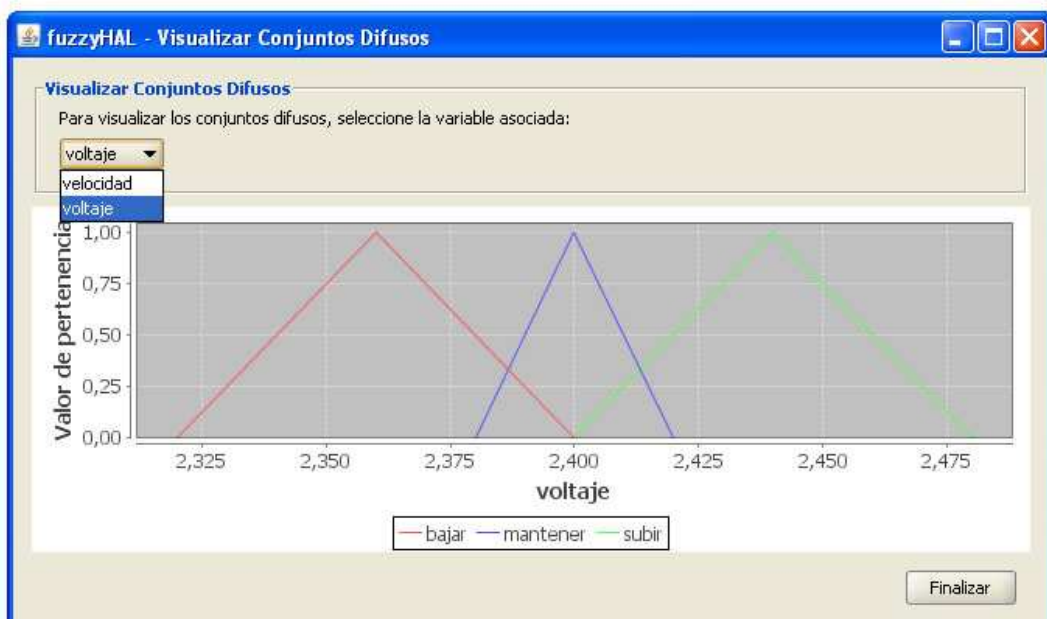 fuzzyHAL - Visualizar Conjuntos Difusos
Visualizar Conjuntos Difusos
Para visualizar los conjuntos difusos, seleccione la variable asociada:
voltaje
velocidad
voltaje
Valor de pertenencia
1,00
0,75
0,50
0,25
0,00
2,325 2,350 2,375 2,400 2,425 2,450 2,475
voltaje
bajar mantener subir
Finalizar